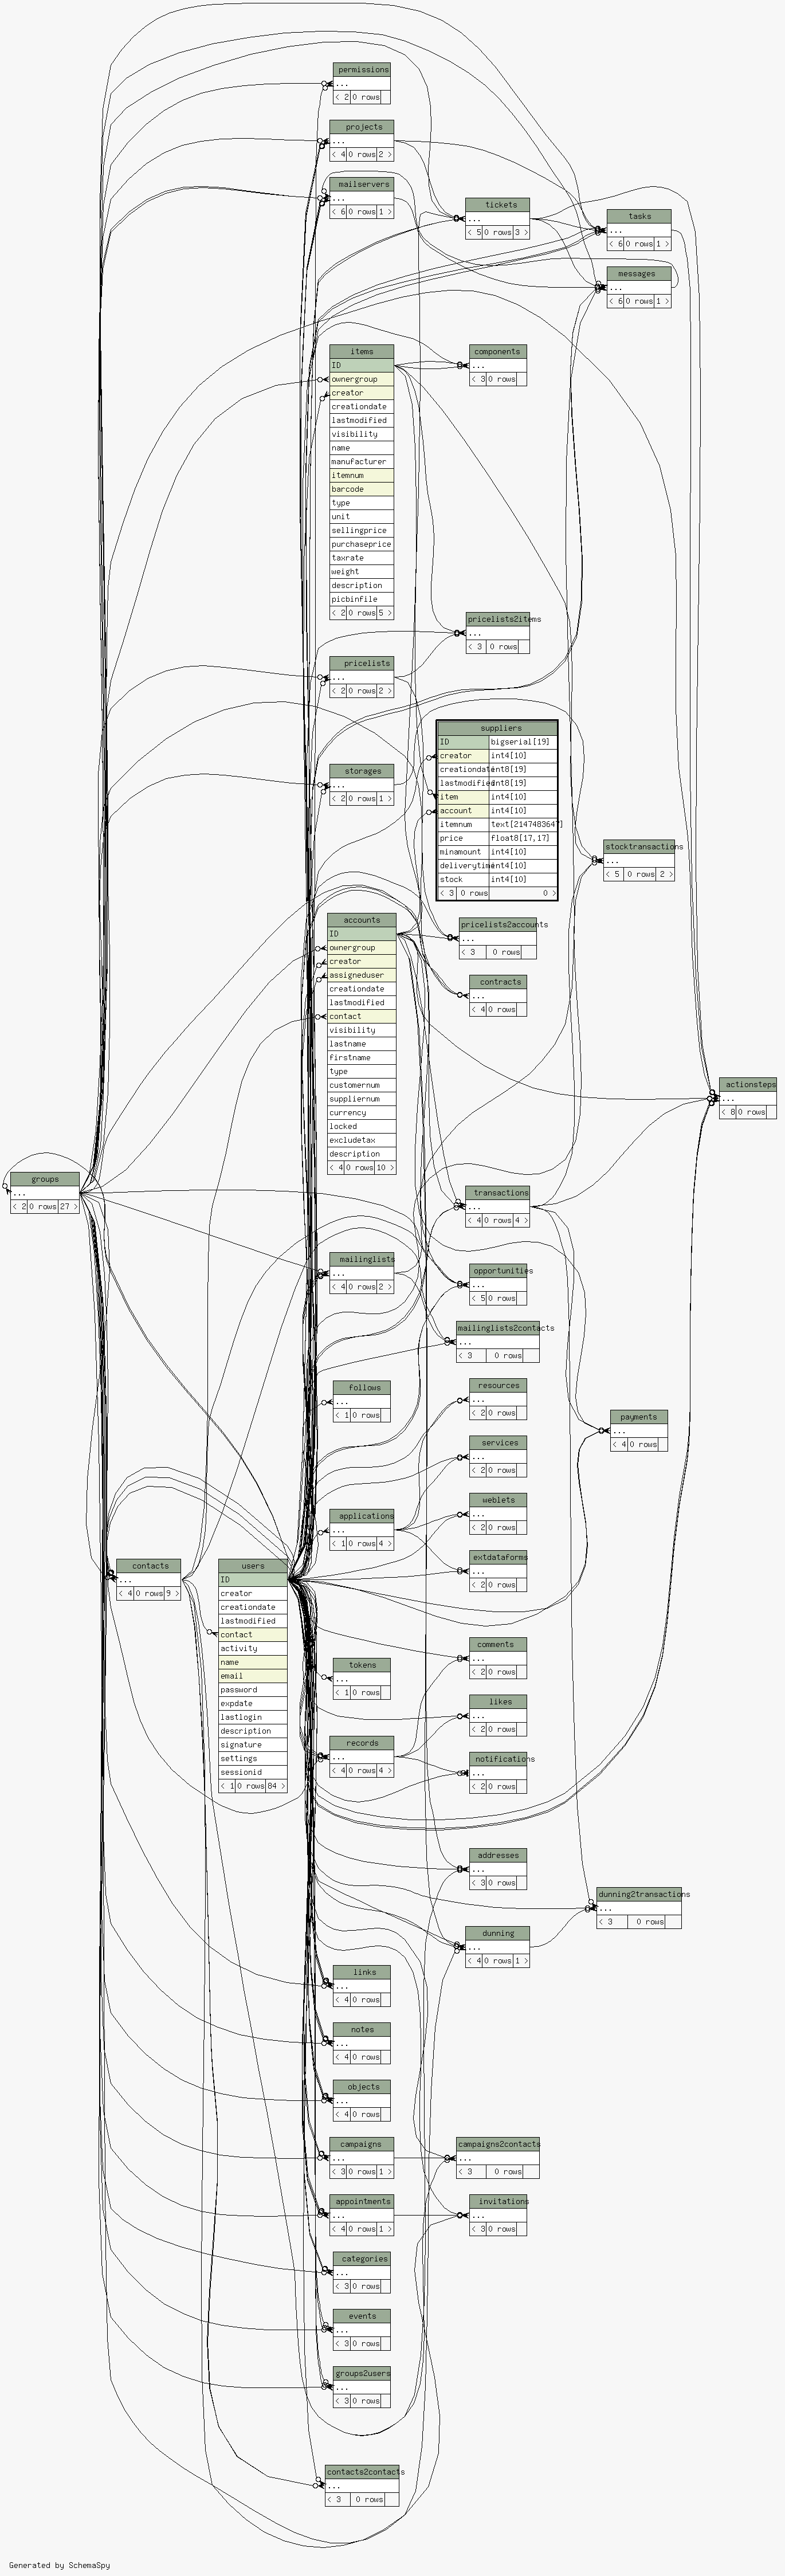 permissions
...
< 2 0 rows
projects
...
< 4 0 rows 2 >
mailservers
...
< 6 0 rows 1 >
tickets
...
< 5 0 rows 3 >
tasks
...
< 6 0 rows 1 >
messages
...
< 6 0 rows 1 >
items
ID
ownergroup
creator
creationdate
lastmodified
visibility
name
manufacturer
itemnum
barcode
type
unit
sellingprice
purchaseprice
taxrate
weight
description
picbinfile
< 2 0 rows 5 >
components
...
< 3 0 rows
pricelists2items
...
< 3 0 rows
pricelists
...
< 2 0 rows 2 >
suppliers
ID bigserial[19]
creator int4[10]
creationdate int8[19]
lastmodified int8[19]
item int4[10]
account int4[10]
itemnum text[2147483647]
price float8[17,17]
minamount int4[10]
deliverytime int4[10]
stock int4[10]
< 3 0 rows 0 >
storages
...
< 2 0 rows 1 >
stocktransactions
...
< 5 0 rows 2 >
accounts
ID
ownergroup
creator
assigneduser
creationdate
lastmodified
contact
visibility
lastname
firstname
type
customernum
suppliernum
currency
locked
excludetax
description
< 4 0 rows 10 >
pricelists2accounts
...
< 3 0 rows
contracts
...
< 4 0 rows
actionsteps
...
< 8 0 rows
groups
...
< 2 0 rows 27 >
transactions
...
< 4 0 rows 4 >
mailinglists
...
< 4 0 rows 2 >
opportunities
...
< 5 0 rows
mailinglists2contacts
...
< 3 0 rows
follows
...
< 1 0 rows
resources
...
< 2 0 rows
payments
...
< 4 0 rows
services
...
< 2 0 rows
applications
...
< 1 0 rows 4 >
weblets
...
< 2 0 rows
extdataforms
...
< 2 0 rows
contacts
...
< 4 0 rows 9 >
users
ID
creator
creationdate
lastmodified
contact
activity
name
email
password
expdate
lastlogin
description
signature
settings
sessionid
< 1 0 rows 84 >
comments
...
< 2 0 rows
tokens
...
< 1 0 rows
likes
...
< 2 0 rows
records
...
< 4 0 rows 4 >
notifications
...
< 2 0 rows
addresses
...
< 3 0 rows
dunning2transactions
...
< 3 0 rows
dunning
...
< 4 0 rows 1 >
links
...
< 4 0 rows
notes
...
< 4 0 rows
objects
...
< 4 0 rows
campaigns
...
< 3 0 rows 1 >
campaigns2contacts
...
< 3 0 rows
appointments
...
< 4 0 rows 1 >
invitations
...
< 3 0 rows
categories
...
< 3 0 rows
events
...
< 3 0 rows
groups2users
...
< 3 0 rows
contacts2contacts
...
< 3 0 rows
Generated by SchemaSpy